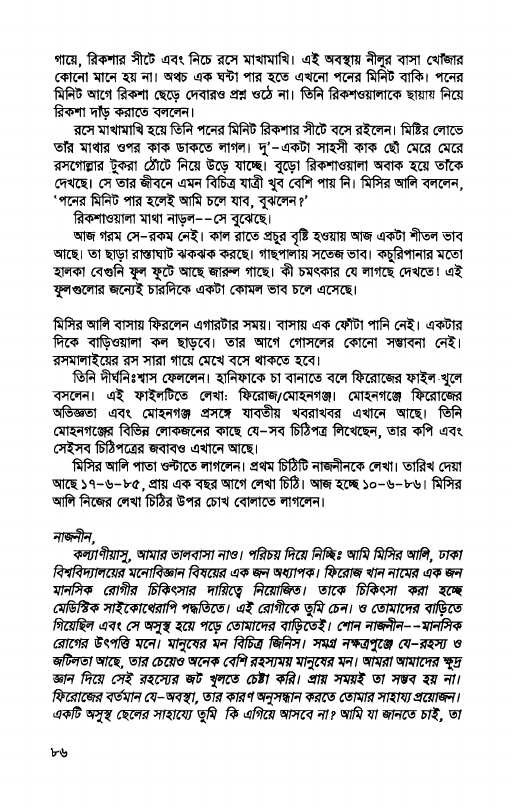 গায়ে, রিকশার সীটে এবং নিচে রসে মাখামাখি। এই অবস্থায় নীলুর বাসা খোঁজার
কোনো মানে হয় না। অথচ এক ঘন্টা পার হতে এখনো পনের মিনিট বাকি। পনের
মিনিট আগে রিকশা ছেড়ে দেবারও প্রশ্ন ওঠে না। তিনি রিকশওয়ালাকে ছায়ায় নিয়ে
রিকশা দাঁড় করাতে বললেন।
রসে মাখামাখি হয়ে তিনি পনের মিনিট রিকশার সীটে বসে রইলেন। মিষ্টির লোভে
তাঁর মাথার ওপর কাক ডাকতে লাগল। দু'-একটা সাহসী কাক ছোঁ মেরে মেরে
রসগোল্লার টুকরা ঠোঁটে নিয়ে উড়ে যাচ্ছে। বুড়ো রিকশাওয়ালা অবাক হয়ে তাঁকে
দেখছে। সে তার জীবনে এমন বিচিত্র যাত্রী খুব বেশি পায় নি। মিসির আলি বললেন,
'পনের মিনিট পার হলেই আমি চলে যাব, বুঝলেন?'
রিকশাওয়ালা মাথা নাড়ল--সে বুঝেছে।
আজ গরম সে-রকম নেই। কাল রাতে প্রচুর বৃষ্টি হওয়ায় আজ একটা শীতল ভাব
আছে। তা ছাড়া রাস্তাঘাট ঝকঝক করছে। গাছপালায় সতেজ ভাব। কচুরিপানার মতো
হালকা বেগুনি ফুল ফুটে আছে জারুল গাছে। কী চমৎকার যে লাগছে দেখতে! এই
ফুলগুলোর জন্যেই চারদিকে একটা কোমল ভাব চলে এসেছে।
মিসির আলি বাসায় ফিরলেন এগারটার সময়। বাসায় এক ফোঁটা পানি নেই। একটার
দিকে বাড়িওয়ালা কল ছাড়বে। তার আগে গোসলের কোনো সম্ভাবনা নেই।
রসমালাইয়ের রস সারা গায়ে মেখে বসে থাকতে হবে।
তিনি দীর্ঘনিঃশ্বাস ফেললেন। হানিফাকে চা বানাতে বলে ফিরোজের ফাইল খুলে
বসলেন। এই ফাইলটিতে লেখা: ফিরোজ/মোহনগঞ্জ। মোহনগঞ্জে ফিরোজের
অভিজ্ঞতা এবং মোহনগঞ্জ প্রসঙ্গে যাবতীয় খবরাখবর এখানে আছে। তিনি
মোহনগঞ্জের বিভিন্ন লোকজনের কাছে যে-সব চিঠিপত্র লিখেছেন, তার কপি এবং
সেইসব চিঠিপত্রের জবাবও এখানে আছে।
মিসির আলি পাতা ওল্টাতে লাগলেন। প্রথম চিঠিটি নাজনীনকে লেখা। তারিখ দেয়া
আছে ১৭-৬-৮৫, প্রায় এক বছর আগে লেখা চিঠি। আজ হচ্ছে ১০-৬-৮৬। মিসির
আলি নিজের লেখা চিঠির উপর চোখ বোলাতে লাগলেন।
নাজনীন,
কল্যাণীয়াসু, আমার ভালবাসা নাও। পরিচয় দিয়ে নিচ্ছিঃ আমি মিসির আলি, ঢাকা
বিশ্ববিদ্যালয়ের মনোবিজ্ঞান বিষয়ের এক জন অধ্যাপক। ফিরোজ খান নামের এক জন
মানসিক রোগীর চিকিৎসার দায়িত্বে নিয়োজিত। তাকে চিকিৎসা করা হচ্ছে
মেডিস্টিক সাইকোথেরাপি পদ্ধতিতে। এই রোগীকে তুমি চেন। ও তোমাদের বাড়িতে
গিয়েছিল এবং সে অসুস্থ হয়ে পড়ে তোমাদের বাড়িতেই। শোন নাজনীন--মানসিক
রোগের উৎপত্তি মনে। মানুষের মন বিচিত্র জিনিস। সমগ্র নক্ষত্রপুঞ্জে যে-রহস্য ও
জটিলতা আছে, তার চেয়েও অনেক বেশি রহস্যময় মানুষের মন। আমরা আমাদের ক্ষুদ্র
জ্ঞান দিয়ে সেই রহস্যের জট খুলতে চেষ্টা করি। প্রায় সময়ই তা সম্ভব হয় না।
ফিরোজের বর্তমান যে-অবস্থা, তার কারণ অনুসন্ধান করতে তোমার সাহায্য প্রয়োজন।
একটি অসুস্থ ছেলের সাহায্যে তুমি কি এগিয়ে আসবে না? আমি যা জানতে চাই, তা
৮৬